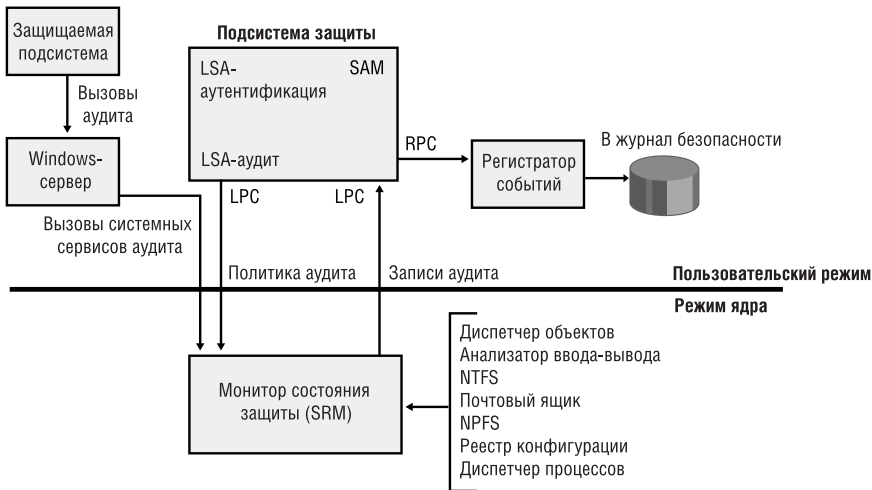 Защищаемая
подсистема
Подсистема защиты
LSA-
аутентификация
SAM
Вызовы
аудита
Windows-
сервер
LSA-аудит
RPC
Регистратор
событий
В журнал безопасности
LPC
LPC
Вызовы системных
сервисов аудита
Политика аудита
Записи аудита
Пользовательский режим
Режим ядра
Монитор состояния
защиты (SRM)
Диспетчер объектов
Анализатор ввода-вывода
NTFS
Почтовый ящик
NPFS
Реестр конфигурации
Диспетчер процессов